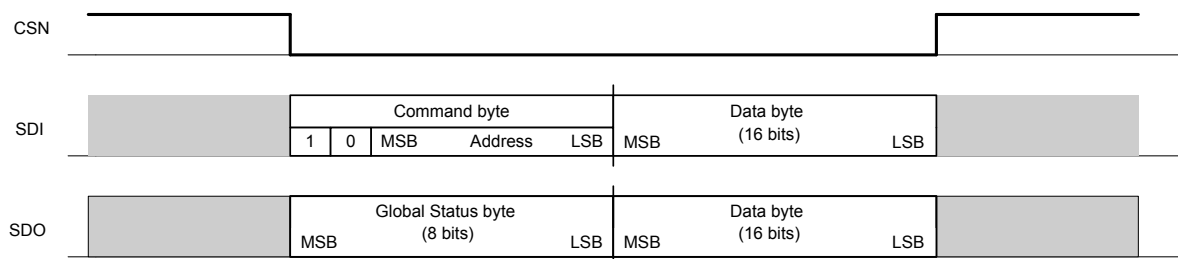 CSN
SDI
Command byte
1 0 MSB Address LSB
Data byte
(16 bits)
MSB LSB
SDO
Global Status byte
(8 bits)
MSB LSB
Data byte
(16 bits)
MSB LSB